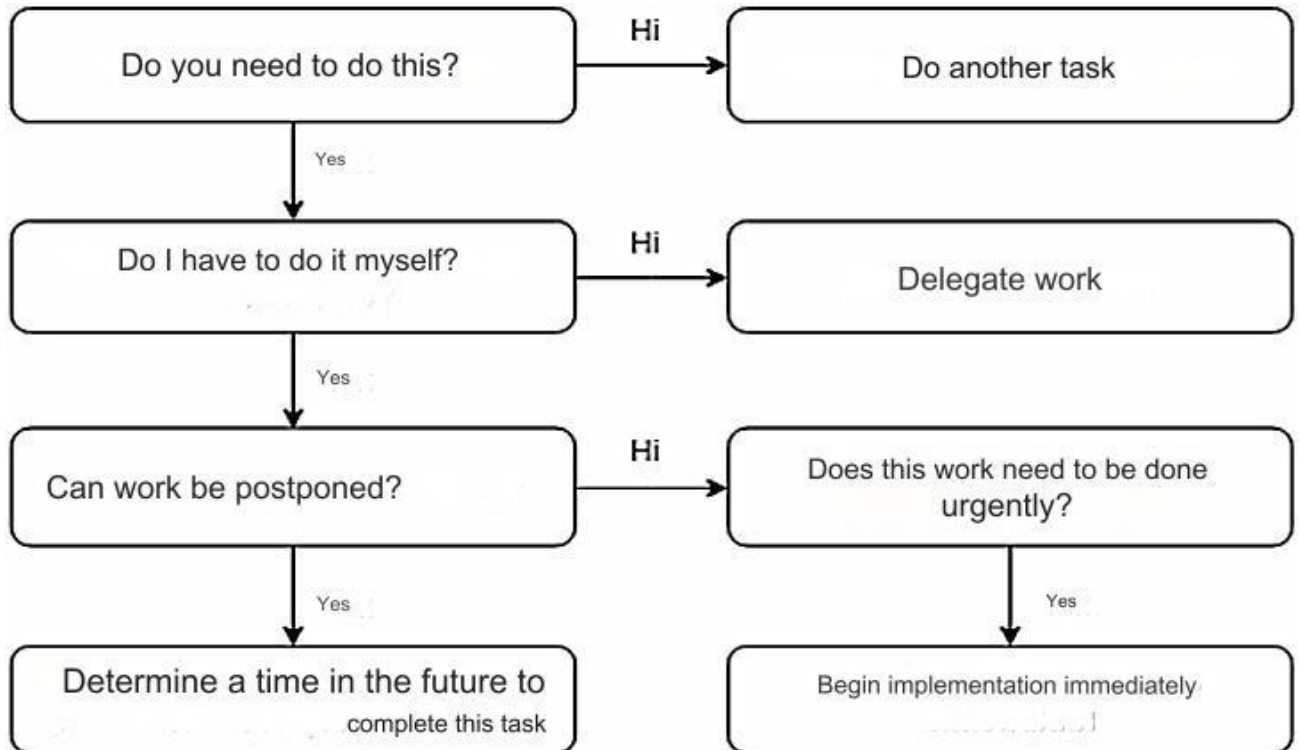 Do you need to do this?
Hi
Do another task
Yes
Do I have to do it myself?
Hi
Delegate work
Yes
Can work be postponed?
Hi
Does this work need to be done
urgently?
Yes
Yes
Determine a time in the future to
complete this task
Begin implementation immediately